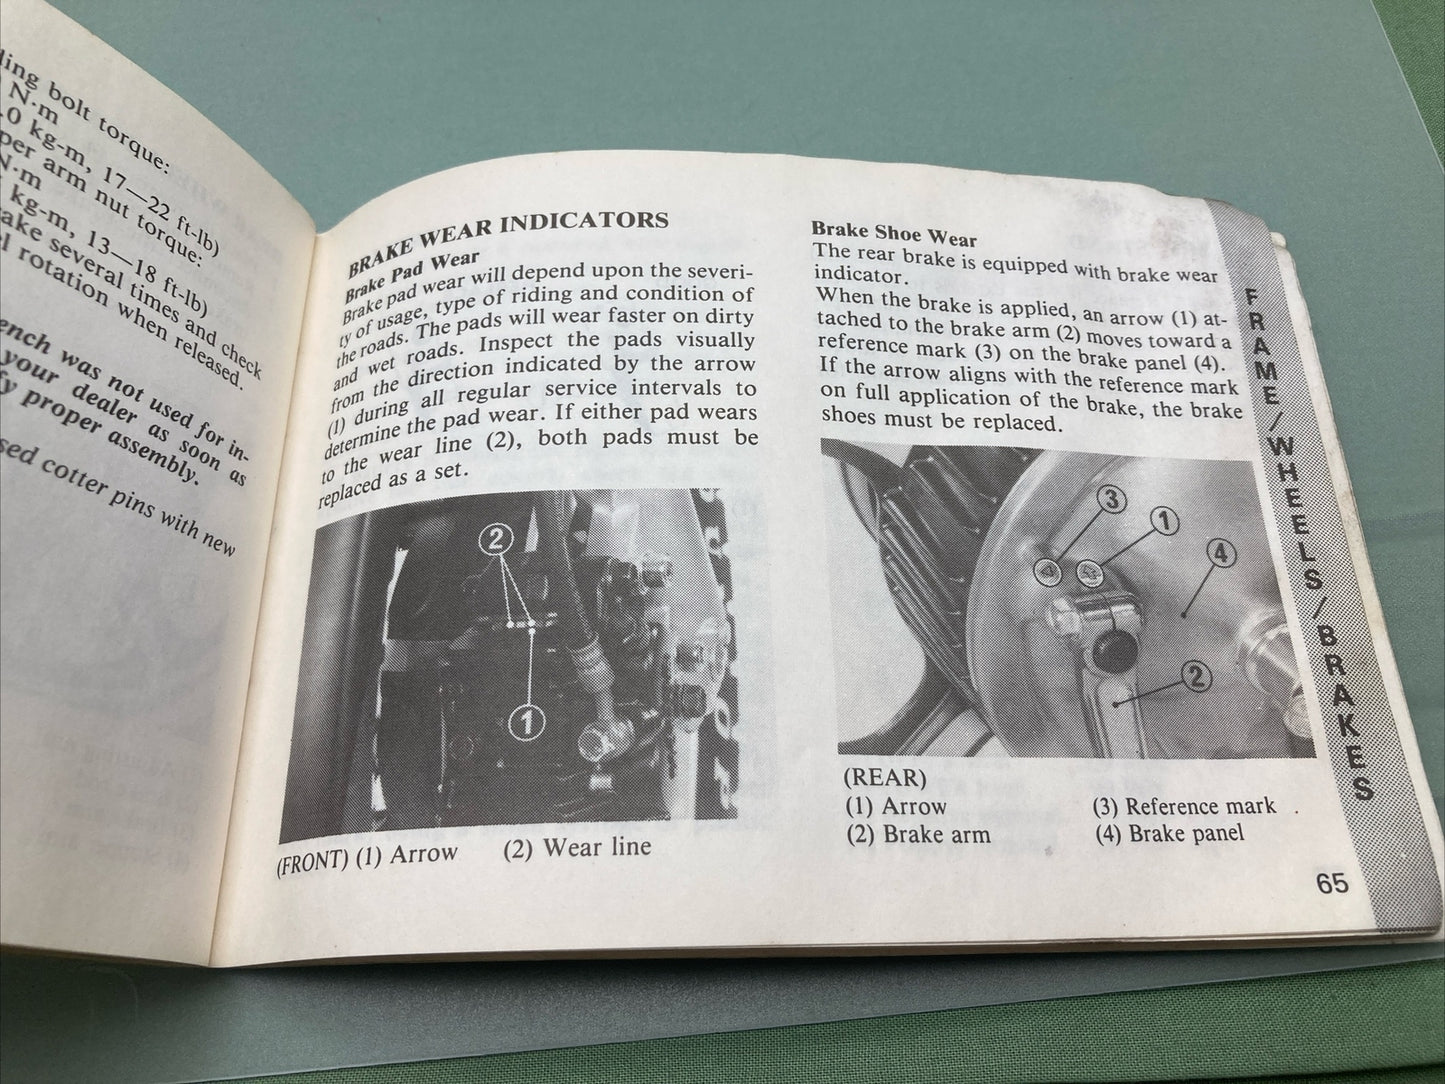 ling bolt torque:
N·m
.0 kg-m, 17—22 ft-lb)
per arm nut torque:
N·m
kg-m, 13—18 ft-lb)
ake several times and check
l rotation when released.
ench was not used for in-
your dealer as soon as
fy proper assembly.
sed cotter pins with new
BRAKE WEAR INDICATORS
Brake Pad Wear
Brake pad wear will depend upon the severi-
ty of usage, type of riding and condition of
the roads. The pads will wear faster on dirty
and wet roads. Inspect the pads visually
from the direction indicated by the arrow
(1) during all regular service intervals to
determine the pad wear. If either pad wears
to the wear line (2), both pads must be
replaced as a set.
2
1
(FRONT) (1) Arrow (2) Wear line
Brake Shoe Wear
The rear brake is equipped with brake wear
indicator.
When the brake is applied, an arrow (1) at-
tached to the brake arm (2) moves toward a
reference mark (3) on the brake panel (4).
If the arrow aligns with the reference mark
on full application of the brake, the brake
shoes must be replaced.
3
1
4
2
(REAR)
(1) Arrow (3) Reference mark
(2) Brake arm (4) Brake panel
FRAME/WHEELS/BRAKES
65